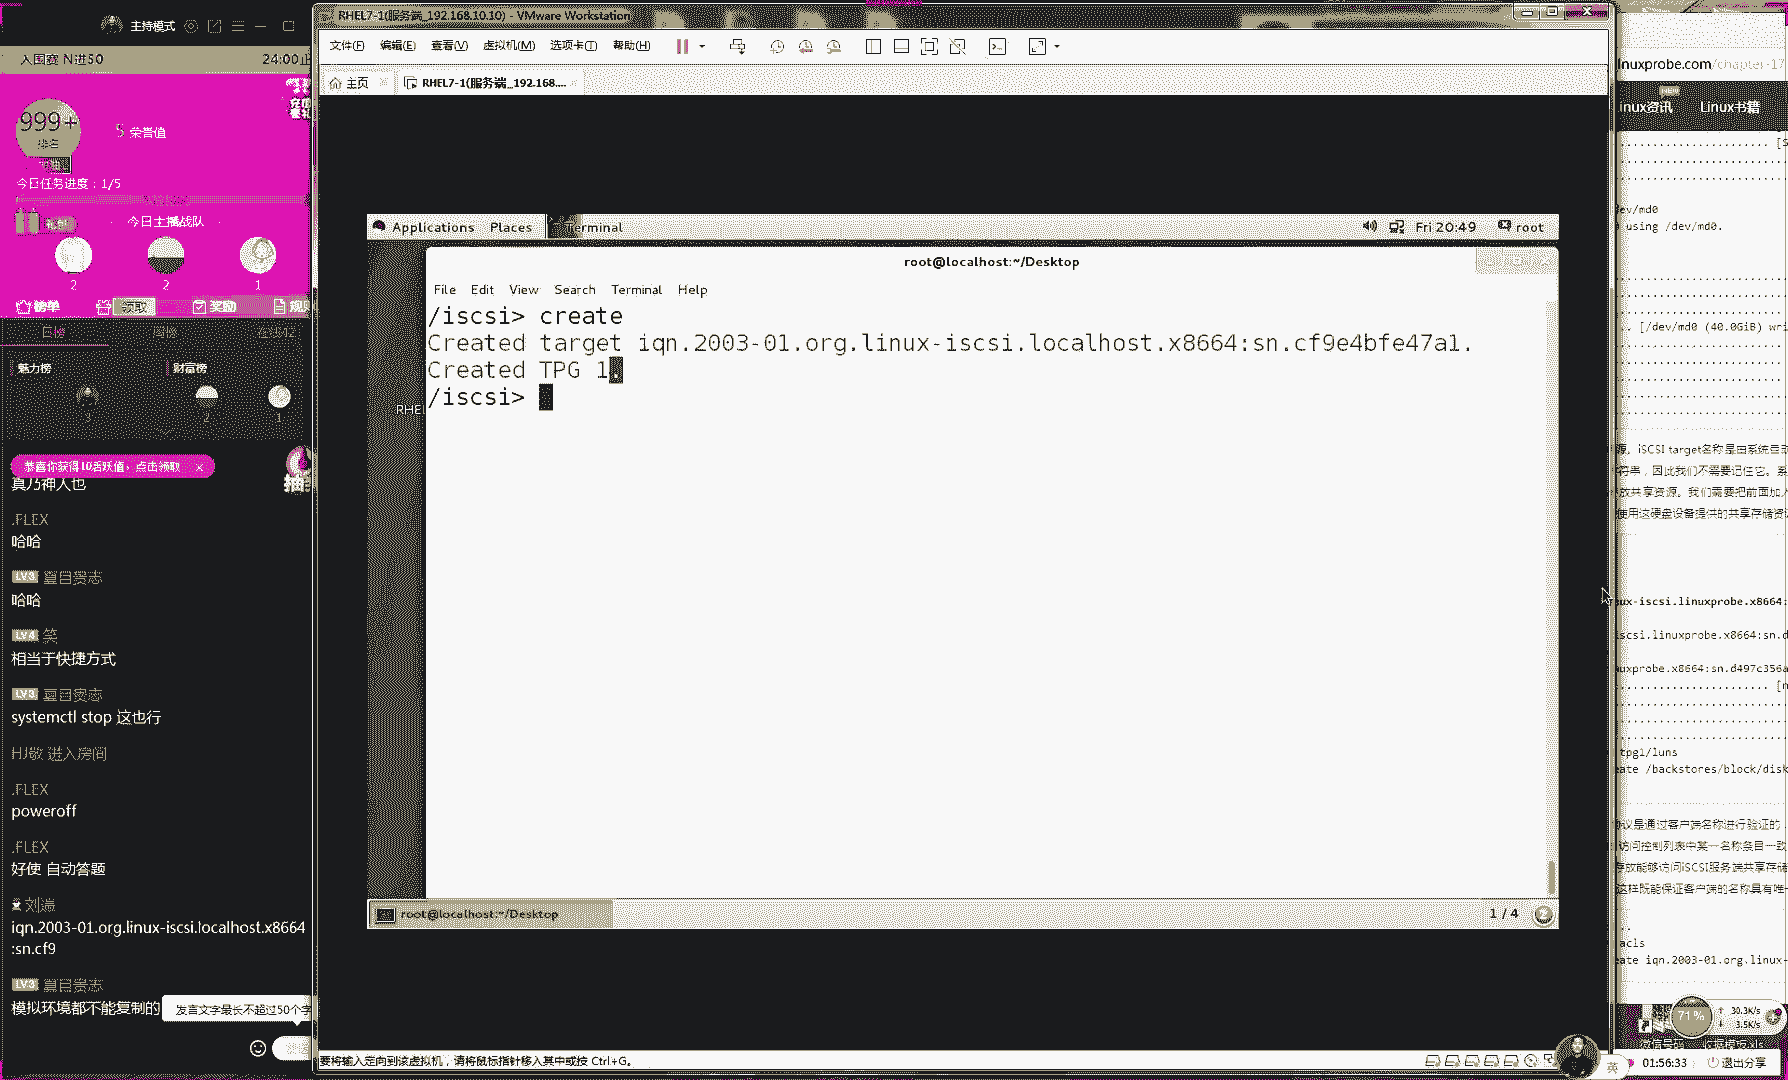 主持模式
入围赛 N进50
24:00止
999+
排名
5 荣誉值
今日任务进度：1/5
今日主播战队
2
2
1
榜单
领取
奖励
规则
魅力榜
财富榜
恭喜你获得10活跃值，点击领取 ×
真乃神人也
.FLEX
哈哈
LV3 夏目贵志
哈哈
LV4 笑
相当于快捷方式
LV3 夏目贵志
systemctl stop 这也行
HJ敬 进入房间
.FLEX
poweroff
.FLEX
好使 自动答题
刘湍
iqn.2003-01.org.linux-iscsi.localhost.x8664
:sn.cf9
LV3 夏目贵志
模拟环境都不能复制的
发言文字最长不超过50个字
RHEL7-1(服务端_192.168.10.10) - VMware Workstation
文件(F) 编辑(E) 查看(V) 虚拟机(M) 选项卡(T) 帮助(H)
主页
RHEL7-1(服务端_192.168....
Applications Places Terminal
Fri 20:49 root
root@localhost:~/Desktop
File Edit View Search Terminal Help
/iscsi> create
Created target iqn.2003-01.org.linux-iscsi.localhost.x8664:sn.cf9e4bfe47a1.
Created TPG 1.
/iscsi>
RHEL
root@localhost:~/Desktop
1 / 4
要将输入定向到该虚拟机，请将鼠标指针移入其中或按 Ctrl+G。
inuxprobe.com/chapter-17
inux资讯 Linux书籍
dev/md0
using /dev/md0.
[/dev/md0 (40.0GiB) wri
源。iSCSI target名称是由系统自动
字符串，因此我们不需要记住它。系
放共享资源。我们需要把前面加入
使用这硬盘设备提供的共享存储资源
ux-iscsi.linuxprobe.x8664:
iscsi.linuxprobe.x8664:sn.d
uxprobe.x8664:sn.d497c356a
tpg1/luns
eate /backstores/block/disk
协议是通过客户端名称进行验证的
访问控制列表中某一名称条目一致
存放能够访问iSCSI服务端共享存储
这样既能保证客户端的名称具有唯一
acls
eate iqn.2003-01.org.linux-
71%
30.3K/s
3.5K/s
英
01:56:33
退出分享